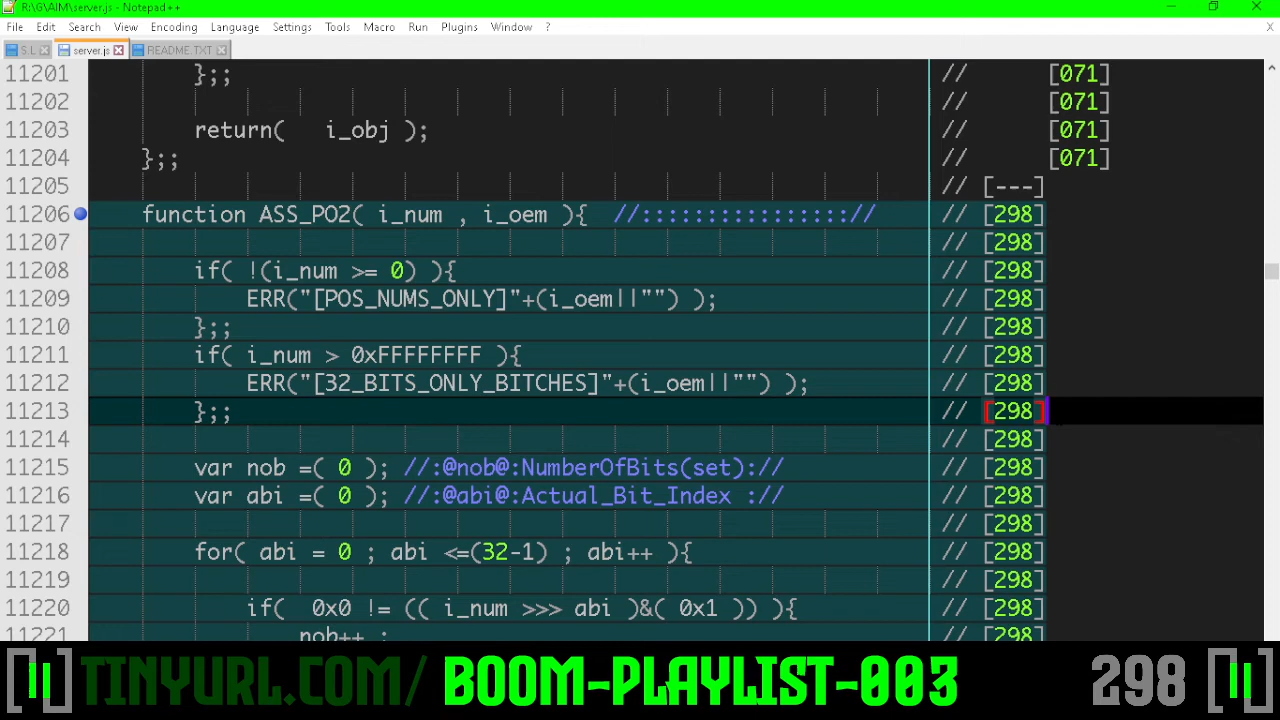 R:\G\AIM\server.js - Notepad++
File Edit Search View Encoding Language Settings Tools Macro Run Plugins Window ? X
S.L server.js README.TXT
11201 };; // [071]
11202 // [071]
11203 return( i_obj ); // [071]
11204 };; // [071]
11205 // [---]
11206 function ASS_PO2( i_num , i_oem ){ //::::::::::::::::// // [298]
11207 // [298]
11208 if( !(i_num >= 0) ){ // [298]
11209 ERR("[POS_NUMS_ONLY]"+(i_oem||"") ); // [298]
11210 };; // [298]
11211 if( i_num > 0xFFFFFFFF ){ // [298]
11212 ERR("[32_BITS_ONLY_BITCHES]"+(i_oem||"") ); // [298]
11213 };; // [298]
11214 // [298]
11215 var nob =( 0 ); //:@nob@:NumberOfBits(set):// // [298]
11216 var abi =( 0 ); //:@abi@:Actual_Bit_Index :// // [298]
11217 // [298]
11218 for( abi = 0 ; abi <=(32-1) ; abi++ ){ // [298]
11219 // [298]
11220 if( 0x0 != (( i_num >>> abi )&( 0x1 )) ){ // [298]
11221 nob++ ; // [298]
[||] TINYURL.COM/ BOOM-PLAYLIST-003 298 [||]